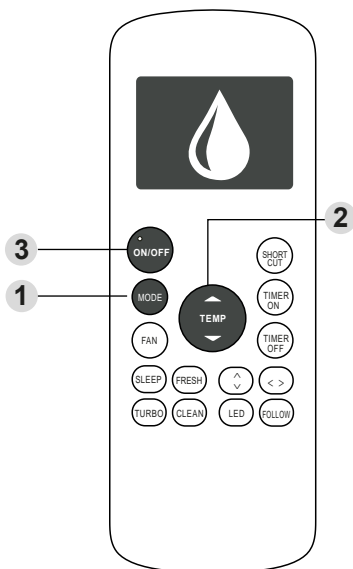 2
3
ON/OFF
SHORT
CUT
1
MODE
TEMP
TIMER
ON
FAN
TIMER
OFF
SLEEP FRESH < >
TURBO CLEAN LED FOLLOW